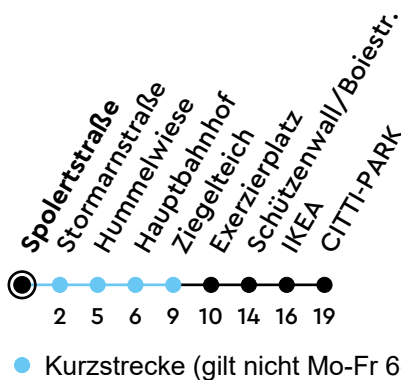 Spolertstraße
Stormarnstraße
Hummelwiese
Hauptbahnhof
Ziegelteich
Exerzierplatz
Schützenwall/Boiestr.
IKEA
CITTI-PARK
2 5 6 9 10 14 16 19
Kurzstrecke (gilt nicht Mo-Fr 6